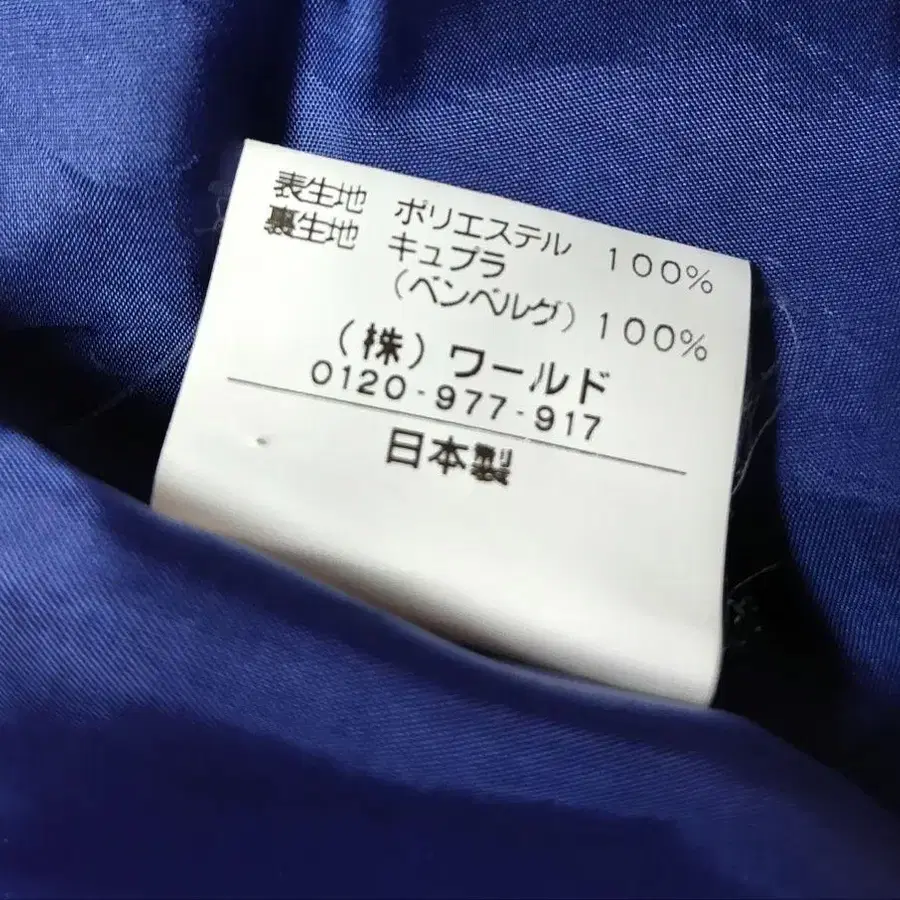 表生地 ポリエステル 100%
裏生地 キュプラ
(ベンベルグ) 100%
(株) ワールド
0120-977-917
日本製